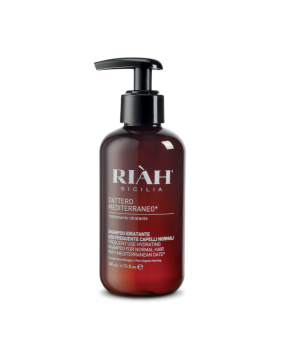 RIÀH
SICILIA
DATTERO
MEDITERRANEO*
SHAMPOO IDRATANTE
USO FREQUENTE CAPELLI NORMALI
FREQUENT USE HYDRATING
SHAMPOO FOR NORMAL HAIR
WITH MEDITERRANEAN DATE*